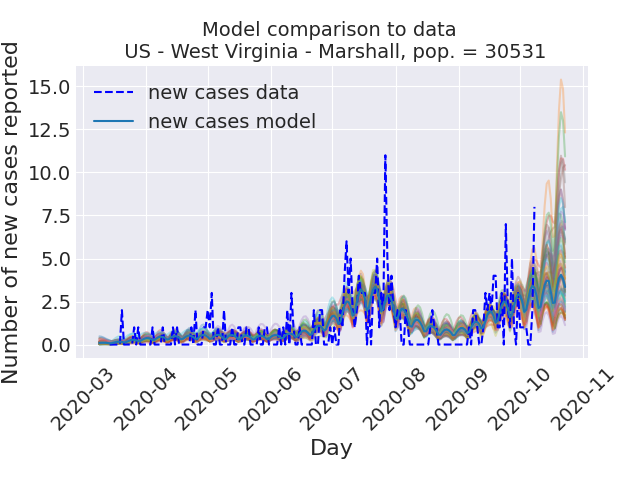 Model comparison to data
US - West Virginia - Marshall, pop. = 30531
Number of new cases reported
15.0
12.5
10.0
7.5
5.0
2.5
0.0
new cases data
new cases model
2020-03
2020-04
2020-05
2020-06
2020-07
2020-08
2020-09
2020-10
2020-11
Day